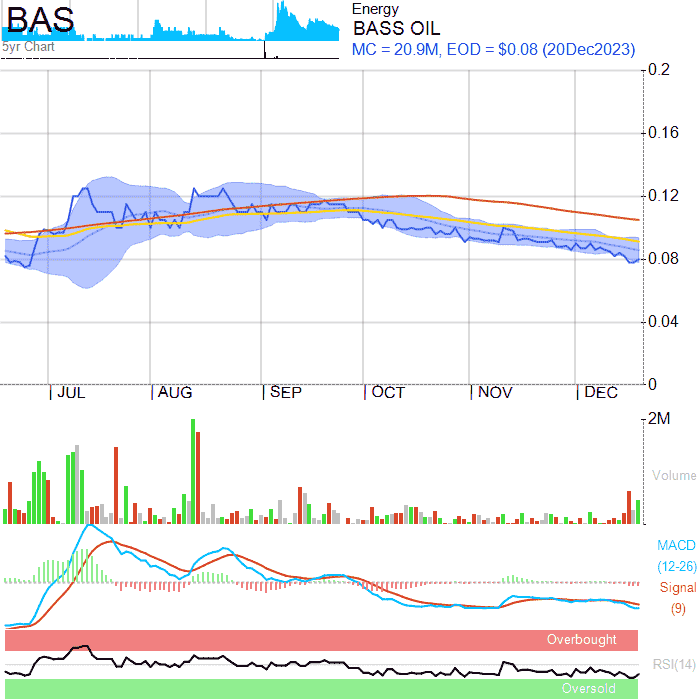 BAS
5yr Chart
Energy
BASS OIL
MC = 20.9M, EOD = $0.08 (20Dec2023)
0.2
0.16
0.12
0.08
0.04
0
JUL AUG SEP OCT NOV DEC
2M
Volume
MACD
(12-26)
Signal
(9)
Overbought
RSI(14)
Oversold